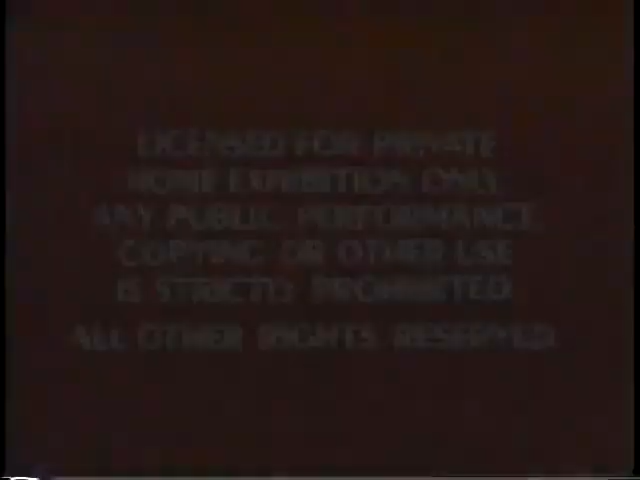 LICENSED FOR PRIVATE
HOME EXHIBITION ONLY.
ANY PUBLIC PERFORMANCE,
COPYING OR OTHER USE
IS STRICTLY PROHIBITED.
ALL OTHER RIGHTS RESERVED.